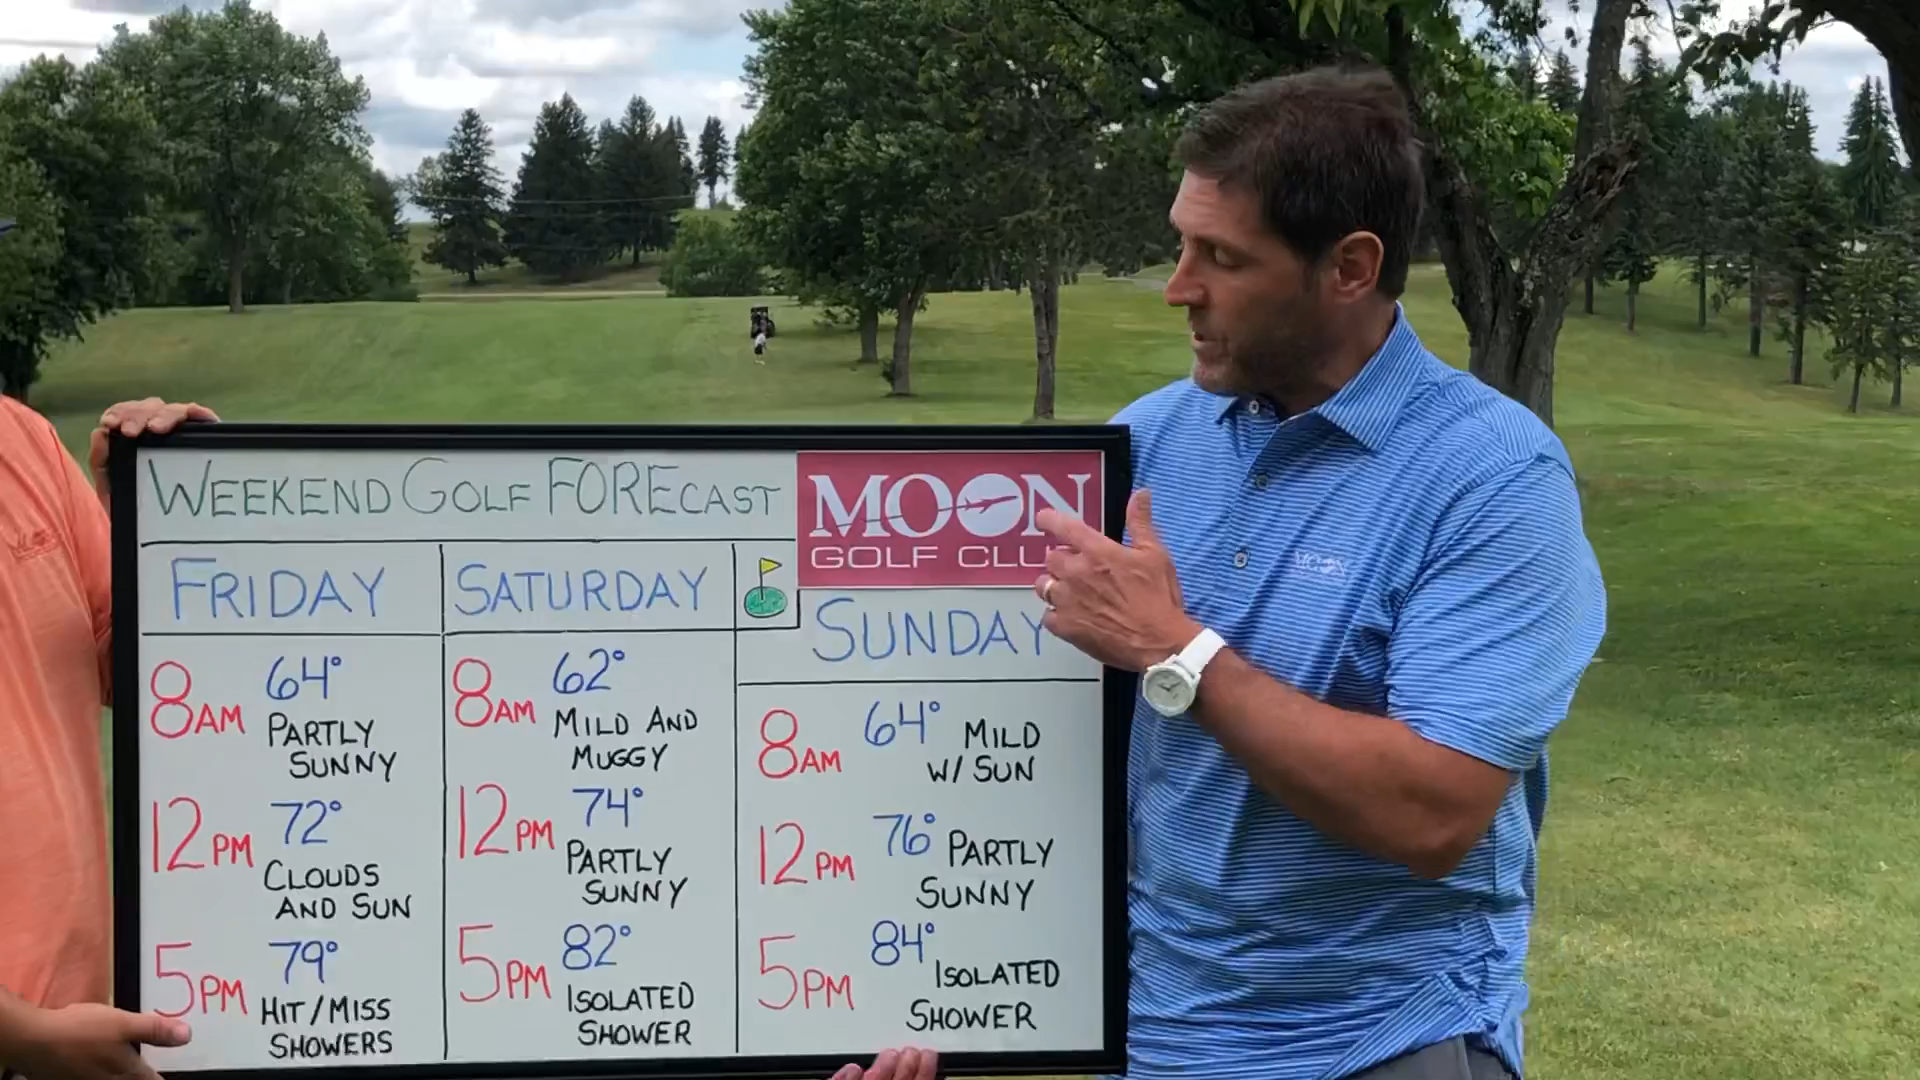 WEEKEND GOLF FORECAST
MOON
GOLF CLU
FRIDAY
8AM 64°
PARTLY
SUNNY
12PM 72°
CLOUDS
AND SUN
5PM 79°
HIT/MISS
SHOWERS
SATURDAY
8AM 62°
MILD AND
MUGGY
12PM 74°
PARTLY
SUNNY
5PM 82°
ISOLATED
SHOWER
SUNDAY
8AM 64° MILD
W/ SUN
12PM 76° PARTLY
SUNNY
5PM 84° ISOLATED
SHOWER
MOON